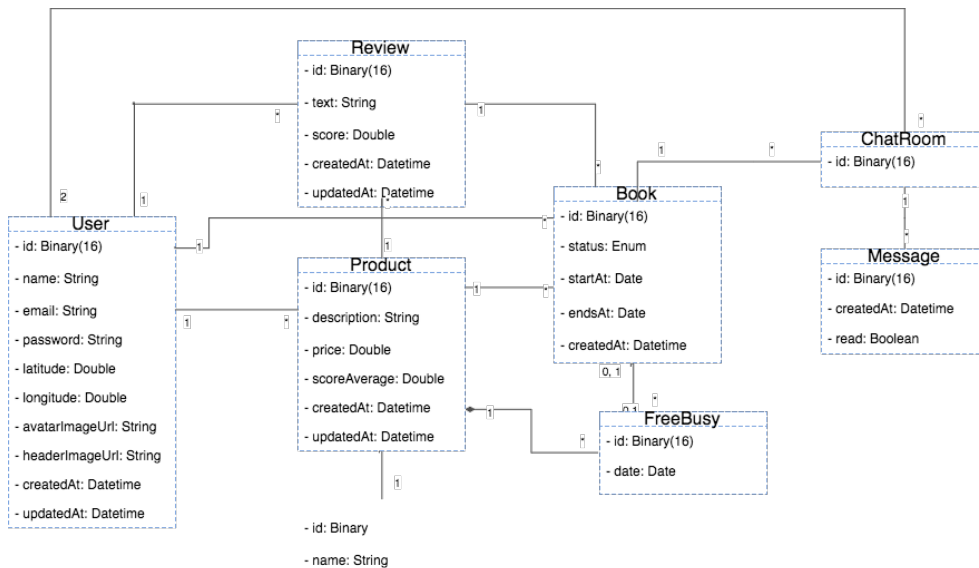 Review
- id: Binary(16)
- text: String
- score: Double
- createdAt: Datetime
- updatedAt: Datetime
User
- id: Binary(16)
- name: String
- email: String
- password: String
- latitude: Double
- longitude: Double
- avatarImageUrl: String
- headerImageUrl: String
- createdAt: Datetime
- updatedAt: Datetime
Product
- id: Binary(16)
- description: String
- price: Double
- scoreAverage: Double
- createdAt: Datetime
- updatedAt: Datetime
- id: Binary
- name: String
Book
- id: Binary(16)
- status: Enum
- startAt: Date
- endsAt: Date
- createdAt: Datetime
FreeBusy
- id: Binary(16)
- date: Date
ChatRoom
- id: Binary(16)
Message
- id: Binary(16)
- createdAt: Datetime
- read: Boolean
2
1
*
1
*
1
*
*
1
*
*
1
1
*
1
*
1
*
0, 1
*
0,1
1
*
1